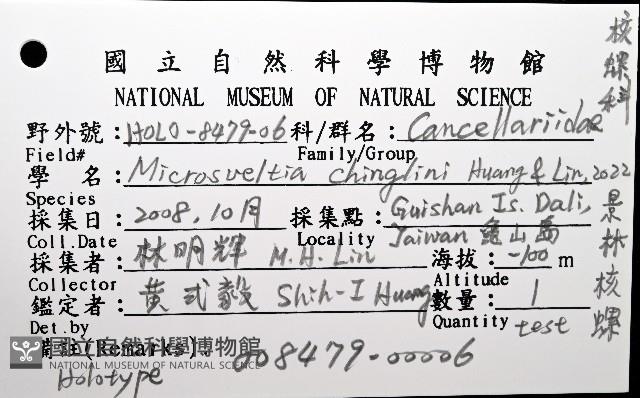 國立自然科學博物館
NATIONAL MUSEUM OF NATURAL SCIENCE
核螺科
野外號：HOLO-8479-06 科/群名：Cancellariidae
Field# Family/Group
學名：Microsveltia chinglini Huang & Lin, 2022
Species
採集日：2008, 10月 採集點：Guishan Is. Dali,
Coll.Date Locality Taiwan 龜山島
採集者：林明輝 M.H. Lin 海拔：-100 m
Collector Altitude
鑑定者：黃式毅 Shih-I Huang 數量：1
Det.by Quantity test
景林核螺
(Remarks) 008479-00006
Holotype
國立自然科學博物館
NATIONAL MUSEUM OF NATURAL SCIENCE